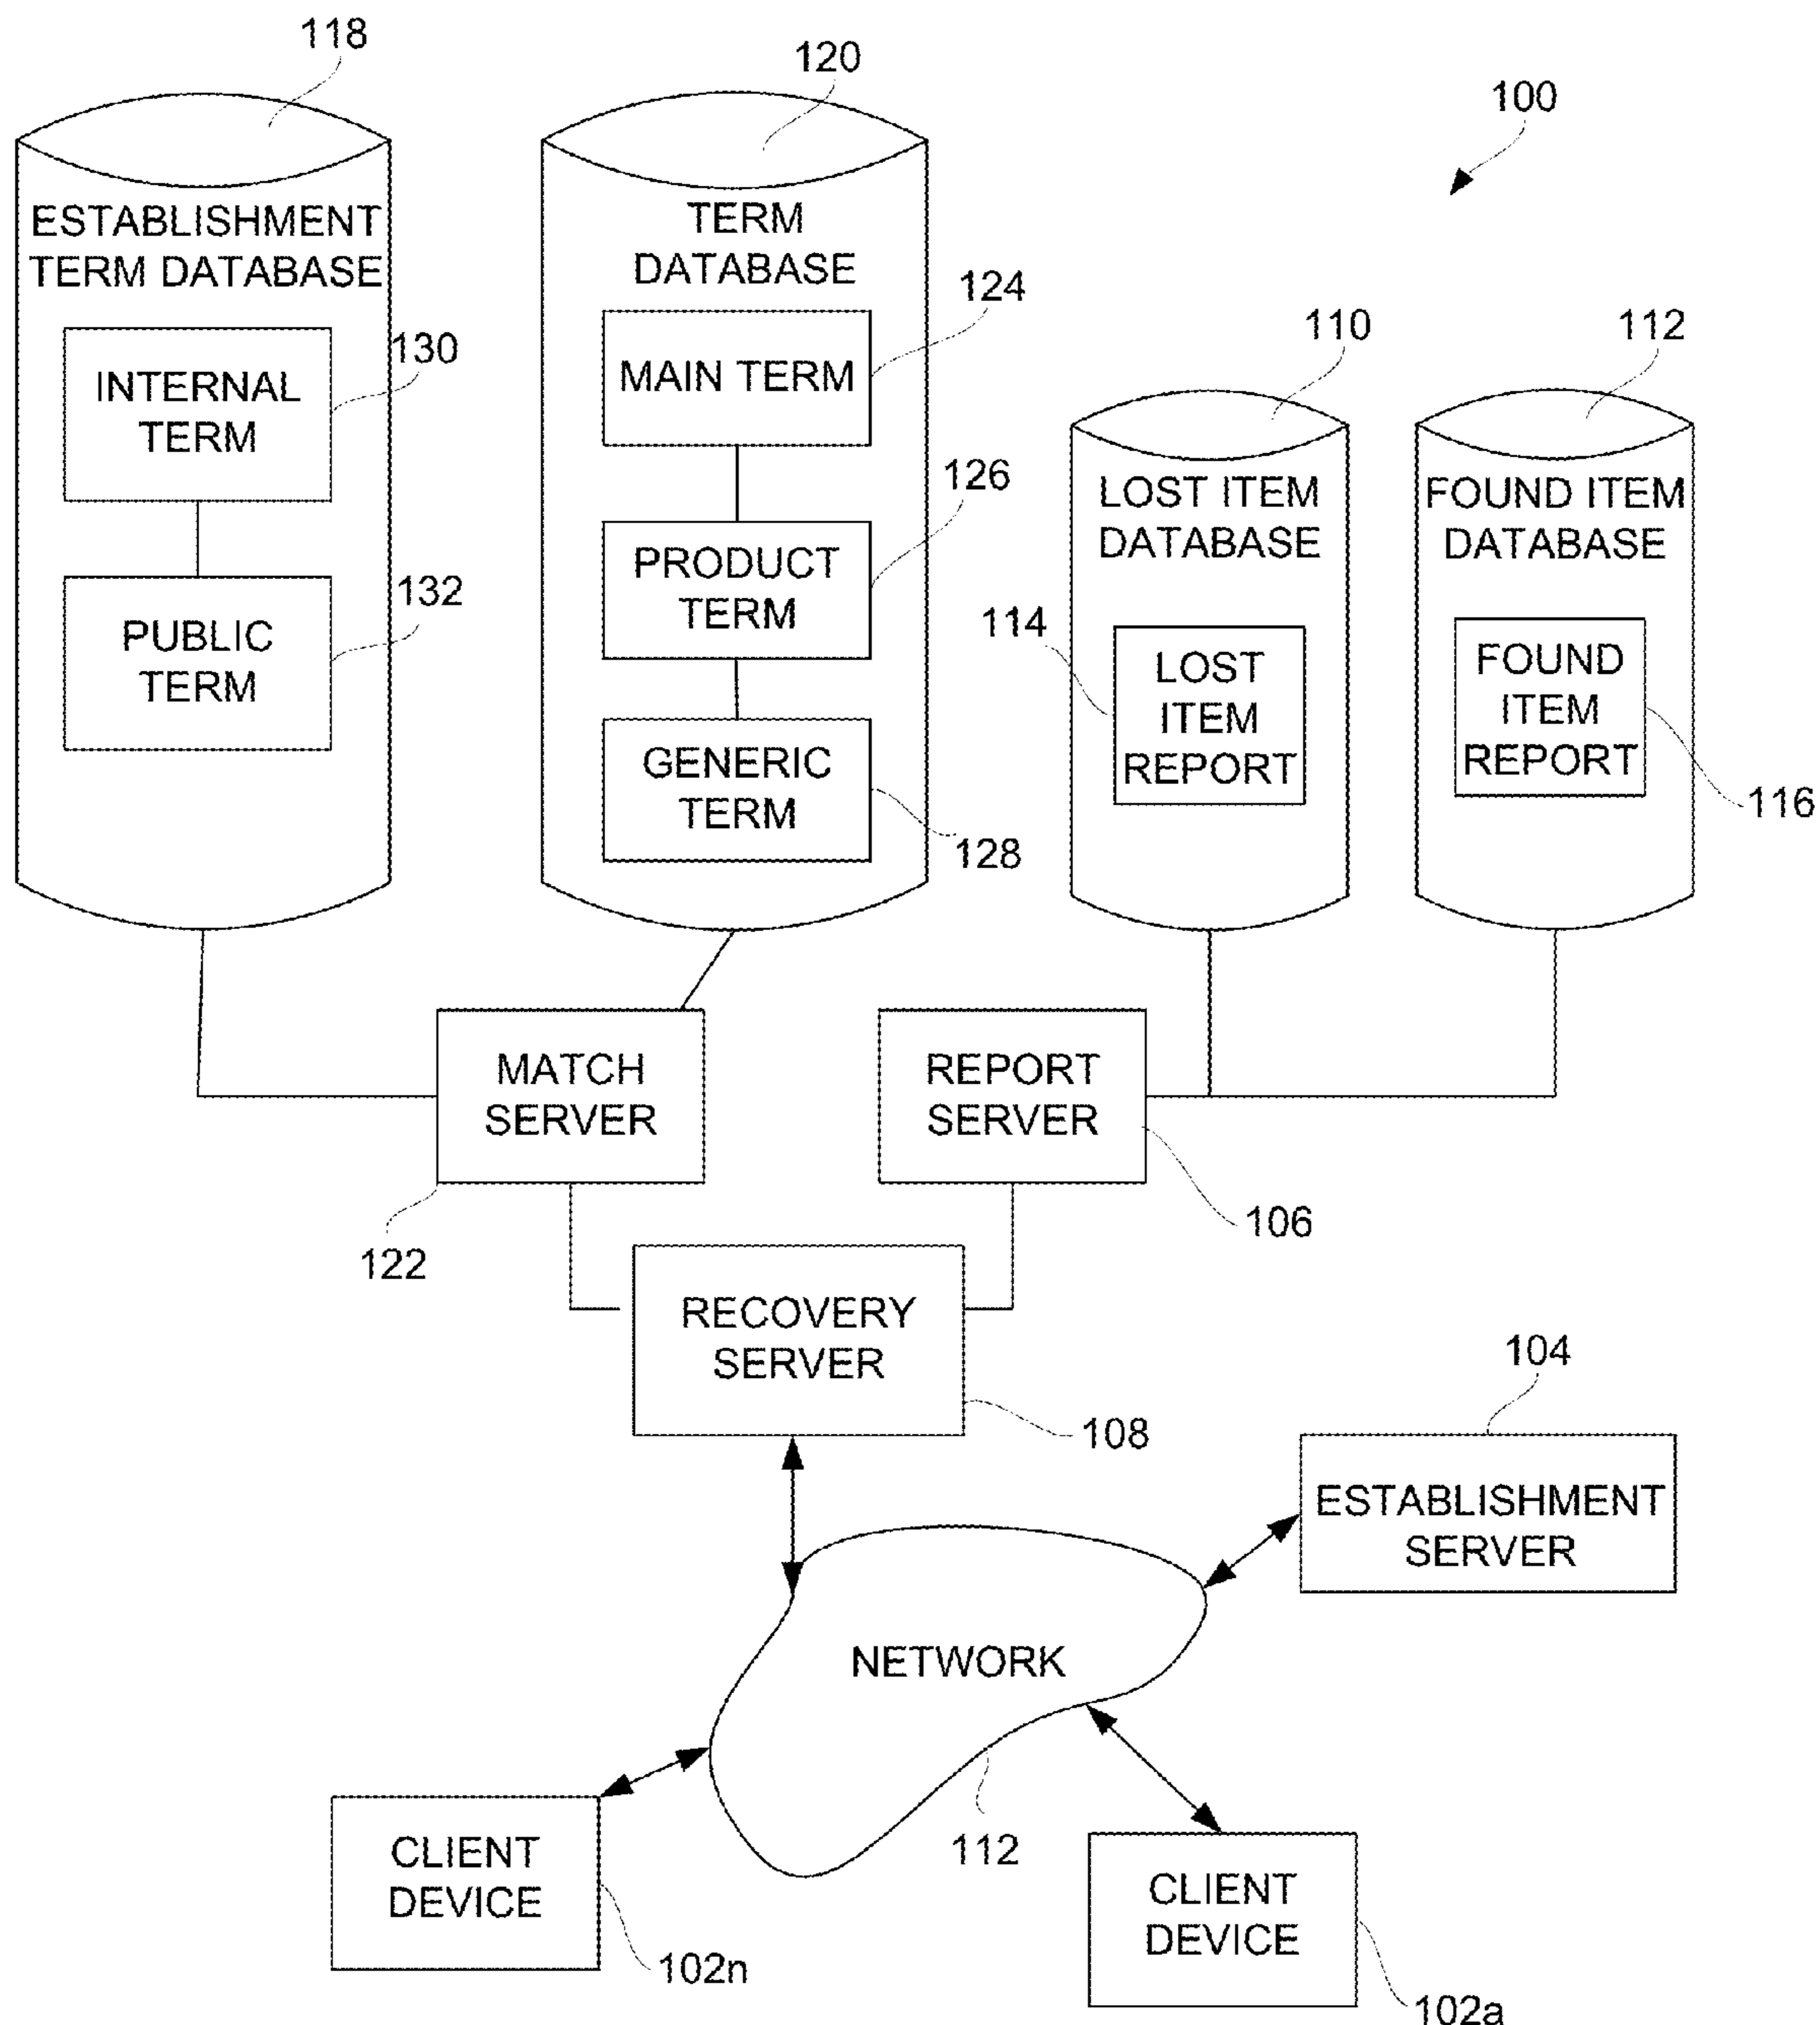 118
120
100
ESTABLISHMENT
TERM DATABASE
TERM
DATABASE
124
130
INTERNAL
TERM
MAIN TERM
110
112
126
LOST ITEM
DATABASE
FOUND ITEM
DATABASE
132
PUBLIC
TERM
PRODUCT
TERM
114
LOST
ITEM
REPORT
FOUND
ITEM
REPORT
116
GENERIC
TERM
128
MATCH
SERVER
REPORT
SERVER
122
106
RECOVERY
SERVER
108
104
ESTABLISHMENT
SERVER
NETWORK
112
CLIENT
DEVICE
102n
CLIENT
DEVICE
102a